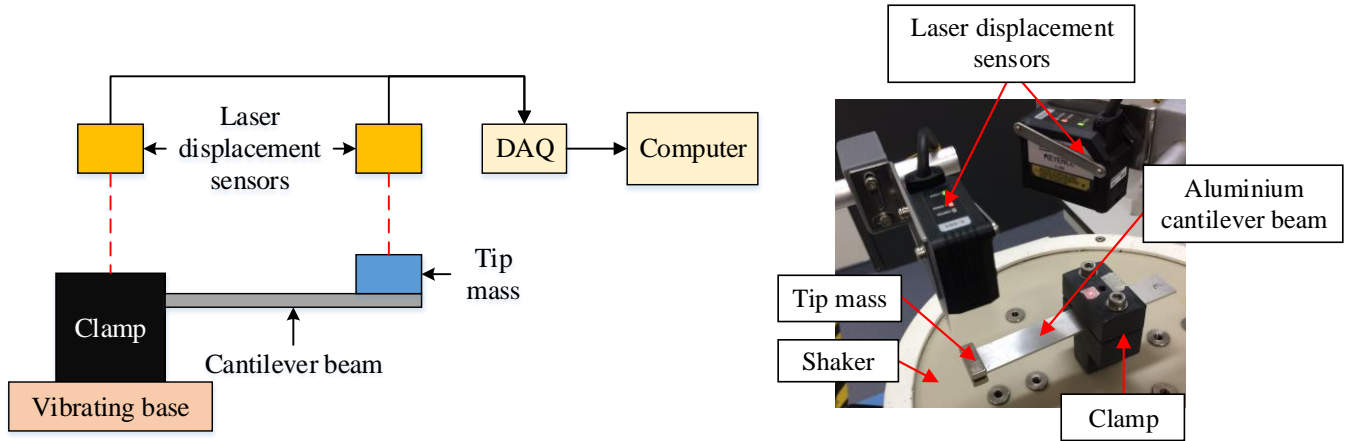 Laser
displacement
sensors
DAQ
Computer
Tip
mass
Clamp
Cantilever beam
Vibrating base
Laser displacement
sensors
KEYENCE
Aluminium
cantilever beam
Tip mass
Shaker
Clamp